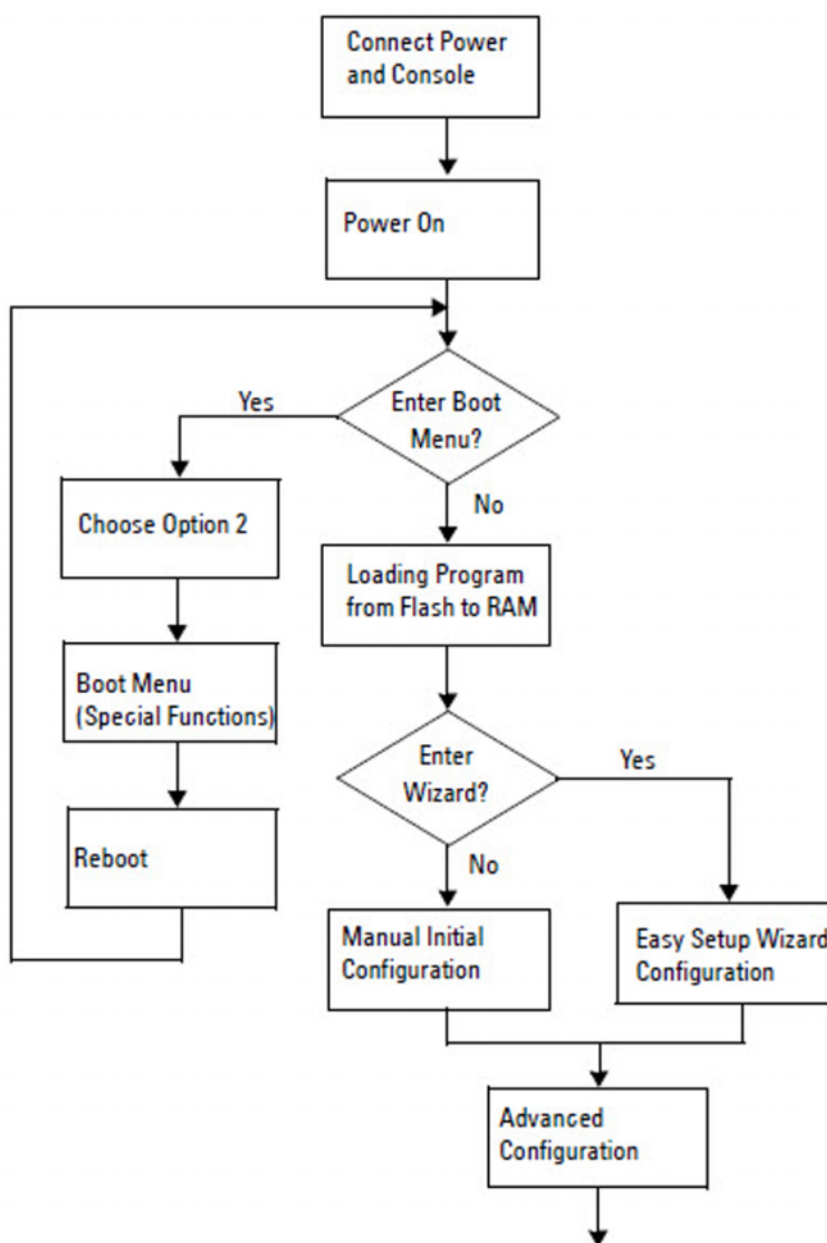 Connect Power
and Console
Power On
Enter Boot
Menu?
Yes
No
Choose Option 2
Loading Program
from Flash to RAM
Boot Menu
(Special Functions)
Enter
Wizard?
Yes
No
Reboot
Manual Initial
Configuration
Easy Setup Wizard
Configuration
Advanced
Configuration